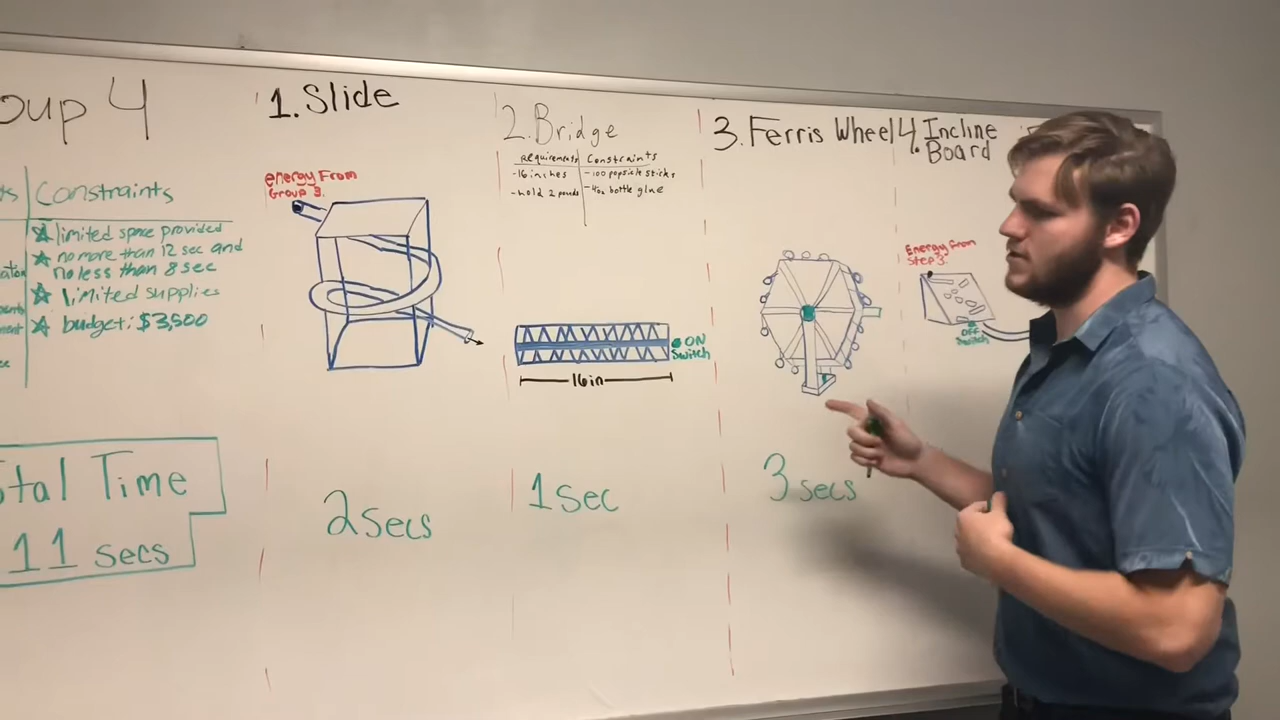 oup 4
Constraints
☆ limited space provided
☆ no more than 12 sec and
no less than 8 sec
☆ limited supplies
☆ budget: $3,500
tal Time
11 secs
1. Slide
energy From
Group 3.
2 secs
2. Bridge
Requirements
-16 inches
-hold 2 pounds
Constraints
-100 popsicle sticks
-4oz bottle glue
ON
Switch
16in
1 sec
3. Ferris Wheel
3 secs
4. Incline
Board
Energy From
Step 3.
OFF
Switch